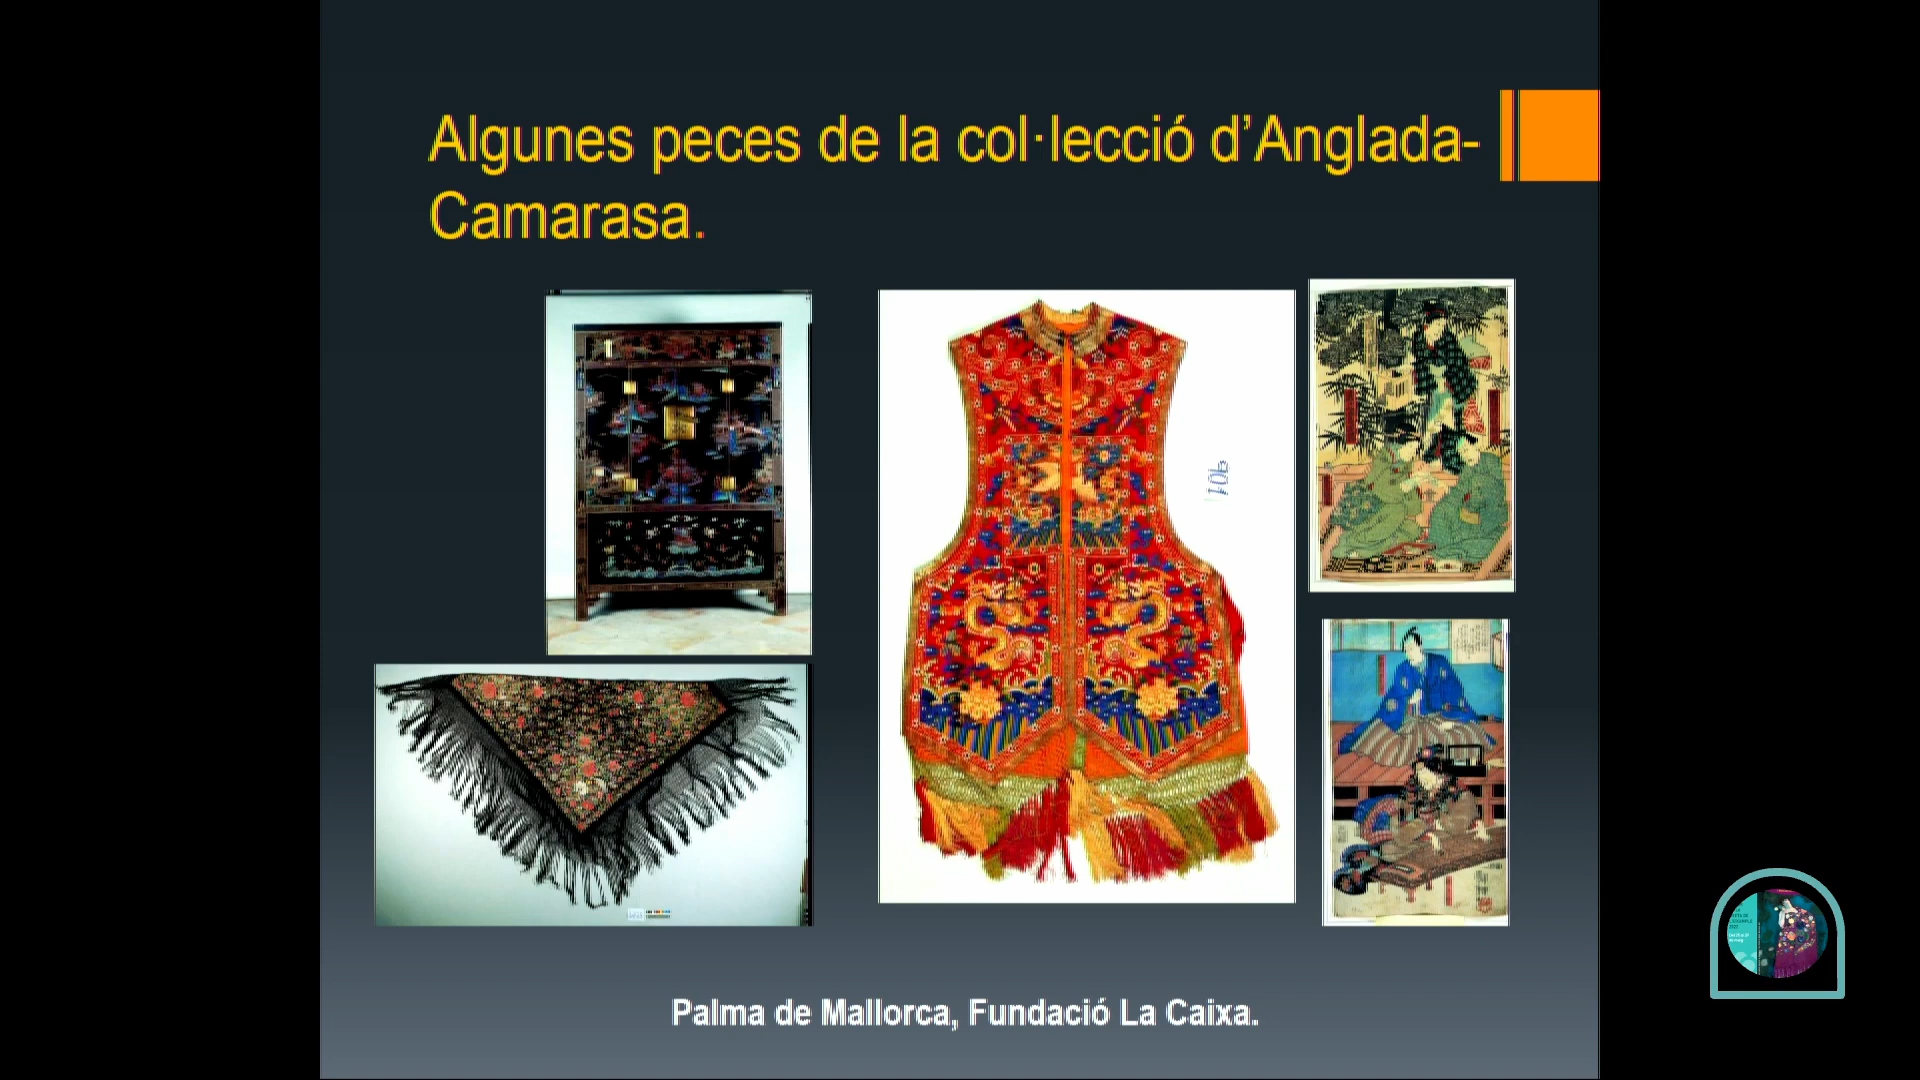 Algunes peces de la col·lecció d’Anglada-
Camarasa.
Palma de Mallorca, Fundació La Caixa.